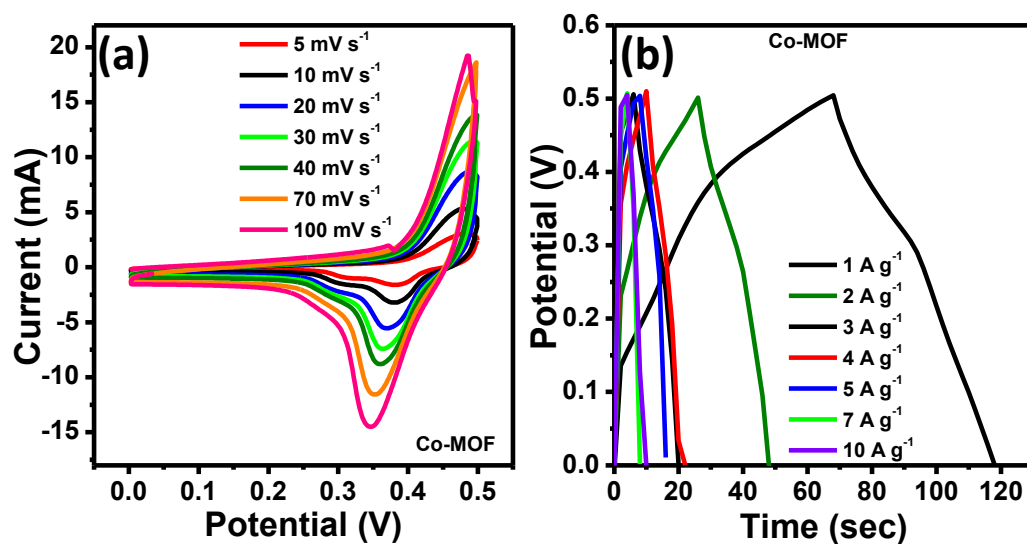 (a)
5 mV s⁻¹
10 mV s⁻¹
20 mV s⁻¹
30 mV s⁻¹
40 mV s⁻¹
70 mV s⁻¹
100 mV s⁻¹
20
15
10
5
0
-5
-10
-15
Current (mA)
Co-MOF
0.0 0.1 0.2 0.3 0.4 0.5
Potential (V)
(b)
Co-MOF
0.6
0.5
0.4
0.3
0.2
0.1
0.0
Potential (V)
1 A g⁻¹
2 A g⁻¹
3 A g⁻¹
4 A g⁻¹
5 A g⁻¹
7 A g⁻¹
10 A g⁻¹
0 20 40 60 80 100 120
Time (sec)